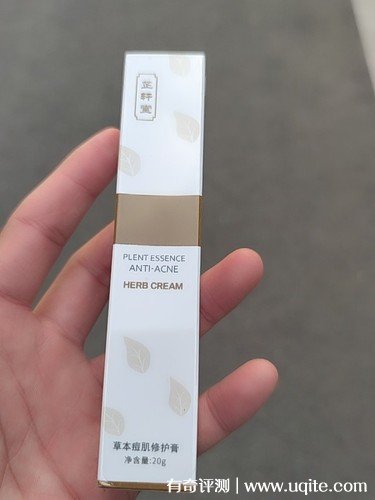 芷轩堂
PLENT ESSENCE
ANTI-ACNE
HERB CREAM
草本痘肌修护膏
净含量:20g
有奇评测 | www.uqite.com